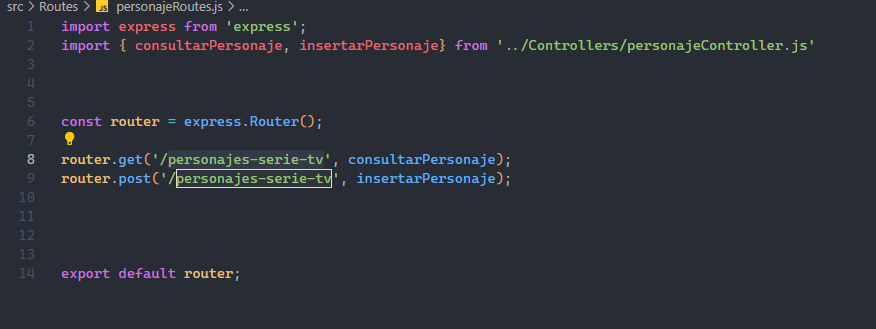 src > Routes > JS personajeRoutes.js > ...
1 import express from 'express';
2 import { consultarPersonaje, insertarPersonaje} from '../Controllers/personajeController.js'
3
4
5
6 const router = express.Router();
7
8 router.get('/personajes-serie-tv', consultarPersonaje);
9 router.post('/personajes-serie-tv', insertarPersonaje);
10
11
12
13
14 export default router;